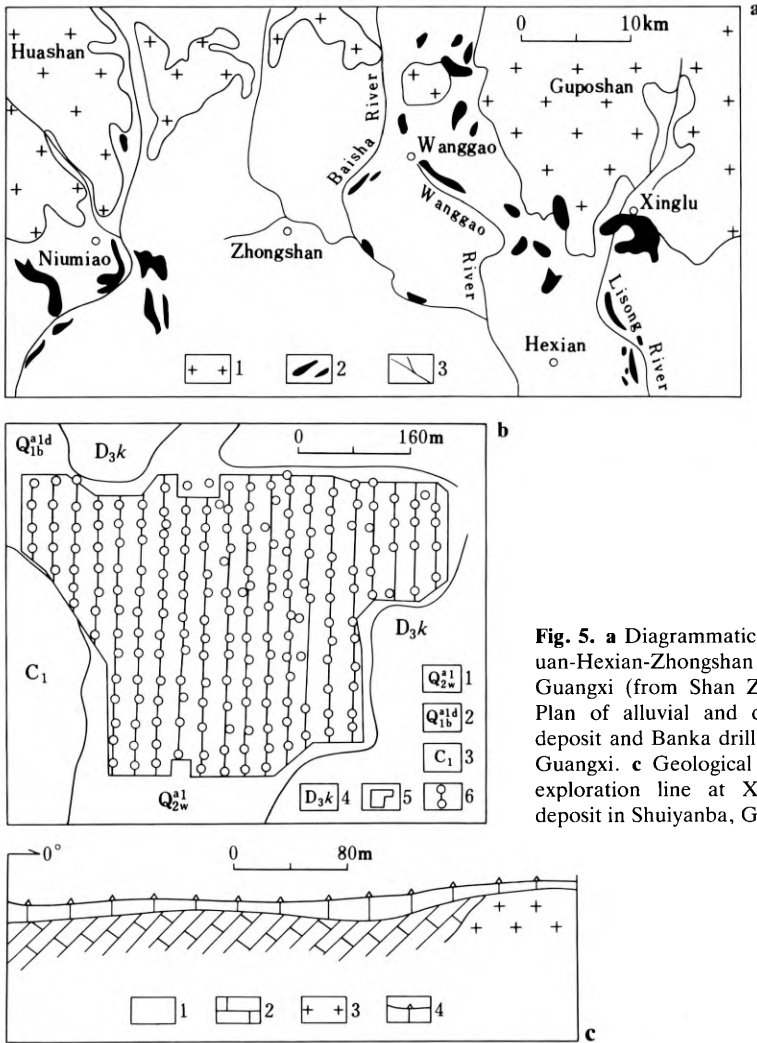 a
Huashan
0 10km
Guposhan
Baisha River
Wanggao
Wanggao River
Xinglu
Niumiao
Zhongshan
Lisong River
Hexian
+ + 1
2
3
b
Q₁b^a1d
D₃k
0 160m
D₃k
C₁
Q₂w^a1 1
Q₁b^a1d 2
C₁ 3
D₃k 4
5
6
Q₂w^a1
Fig. 5. a Diagrammatic
uan-Hexian-Zhongshan
Guangxi (from Shan Z
Plan of alluvial and c
deposit and Banka drill
Guangxi. c Geological
exploration line at X
deposit in Shuiyanba, G
0°
0 80m
1
2
+ + 3
4
c